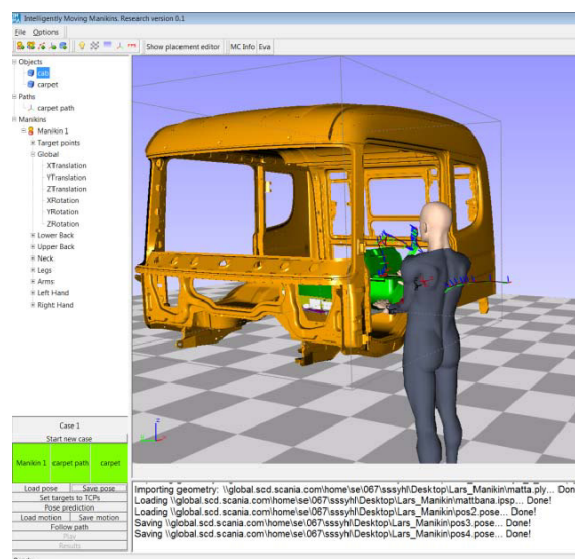 Intelligently Moving Manikins. Research version 0.1
File Options
Show placement editor MC Info Eva
Objects
cab
carpet
Paths
carpet path
Manikins
Manikin 1
Target points
Global
XTranslation
YTranslation
ZTranslation
XRotation
YRotation
ZRotation
Lower Back
Upper Back
Neck
Legs
Arms
Left Hand
Right Hand
Case 1
Start new case
Manikin 1 carpet path carpet
Load pose Save pose
Set targets to TCPs
Pose prediction
Load motion Save motion
Follow path
Play
Results
Importing geometry: \\global.scd.scania.com\home\se\067\sssyhl\Desktop\Lars_Manikin\matta.ply... Don
Loading \\global.scd.scania.com\home\se\067\sssyhl\Desktop\Lars_Manikin\mattbana.ipsp... Done!
Loading \\global.scd.scania.com\home\se\067\sssyhl\Desktop\Lars_Manikin\pos2.pose... Done!
Saving \\global.scd.scania.com\home\se\067\sssyhl\Desktop\Lars_Manikin\pos3.pose... Done!
Saving \\global.scd.scania.com\home\se\067\sssyhl\Desktop\Lars_Manikin\pos4.pose... Done!